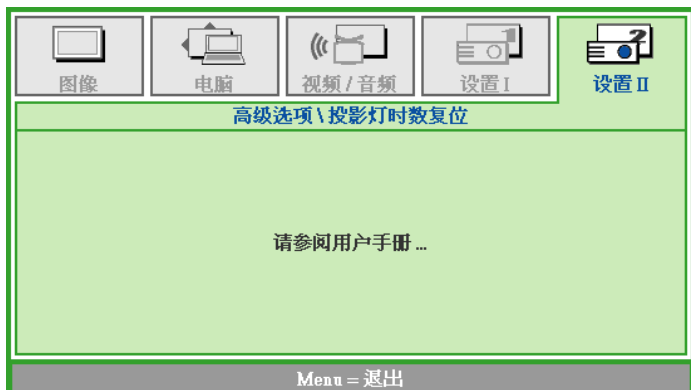 图像 电脑 视频 / 音频 设置 I 设置 II
高级选项 \ 投影灯时数复位
请参阅用户手册 ...
Menu = 退出